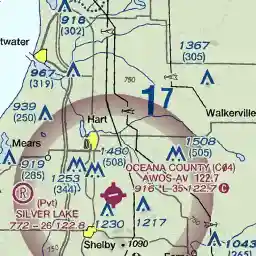 918
(302)
twater
1367
(305)
967
(319)
750
17
939
(250)
Walkerville
Hart
Mears
919
(285)
1480
(508)
1508
(505)
1253
(344)
OCEANA COUNTY (C04)
AWOS-AV 122.7
916 *L 35 122.7 C
R
(Pvt)
SILVER LAKE
772 - 26 122.8
1230
1217
Shelby
1090
1043
(265)